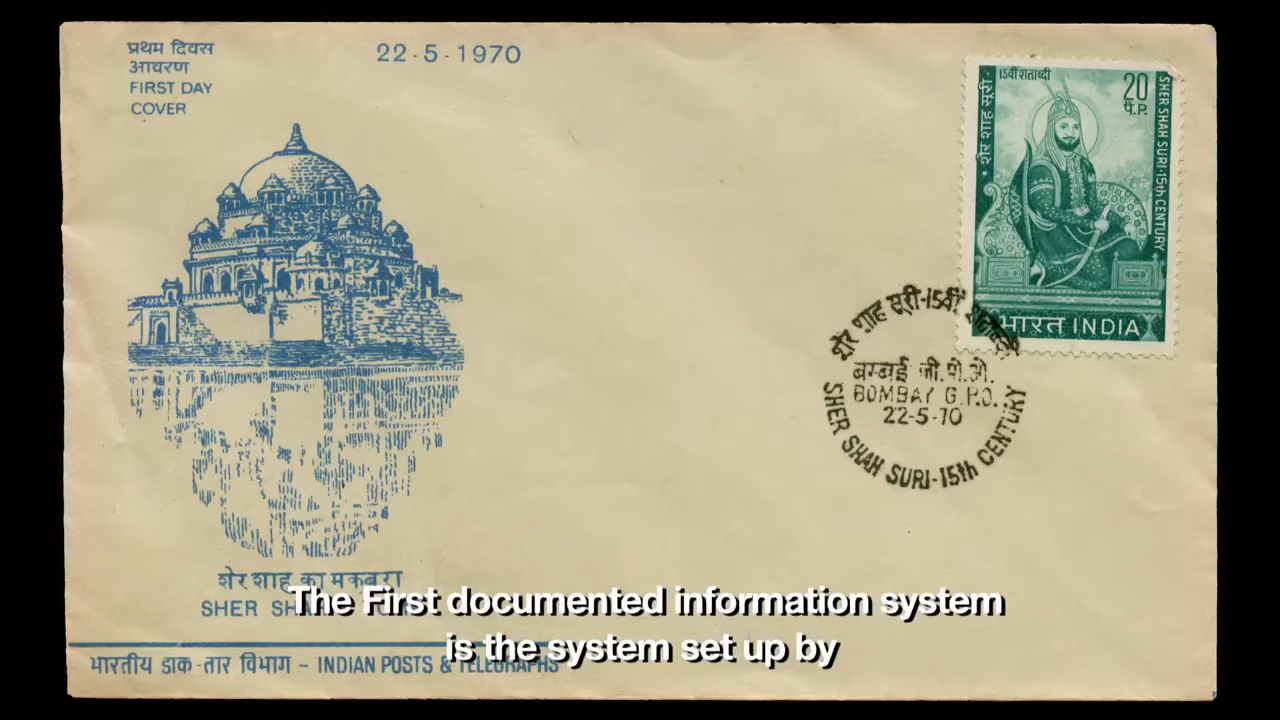 प्रथम दिवस
आवरण
FIRST DAY
COVER
22-5-1970
15वीं शताब्दी
20
पै.P.
शेर शाह सूरी
SHER SHAH SURI-15th CENTURY
भारत INDIA
शेर शाह सूरी-15वीं
बम्बई जी.पी.ओ.
BOMBAY G.P.O.
22-5-70
SHER SHAH SURI-15th CENTURY
शेरशाह का मकबरा
SHER
The First documented information system
is the system set up by
भारतीय डाक-तार विभाग – INDIAN POSTS & TELEGRAPHS